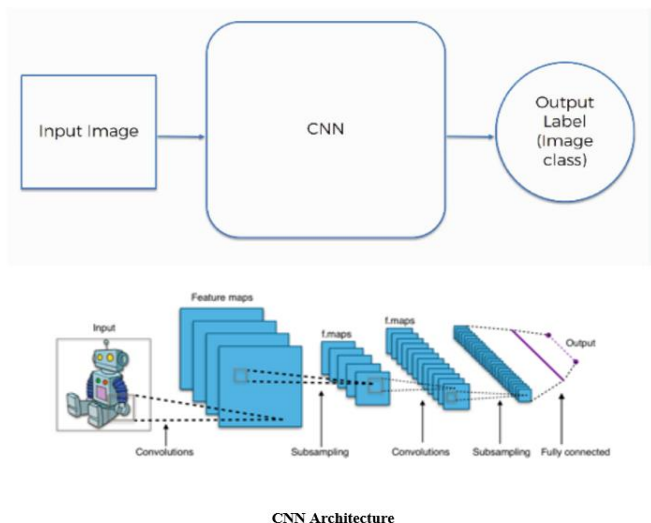 Input Image
CNN
Output
Label
(Image
class)
Feature maps
Input
f.maps
f.maps
Output
Convolutions
Subsampling
Convolutions
Subsampling
Fully connected
CNN Architecture